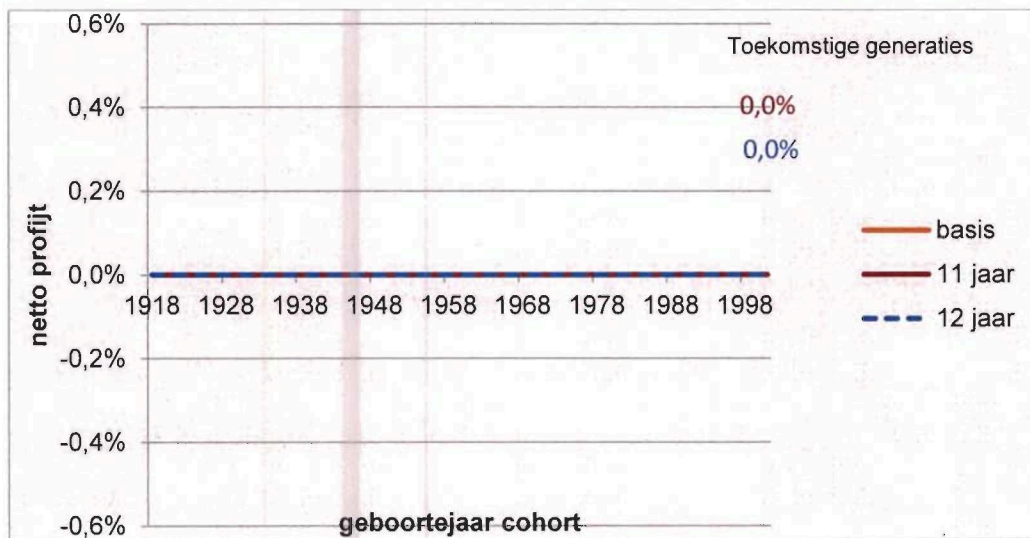 0,6%
Toekomstige generaties
0,4%
0,0%
0,0%
0,2%
netto profijt
basis
0,0%
11 jaar
1918 1928 1938 1948 1958 1968 1978 1988 1998
12 jaar
-0,2%
-0,4%
-0,6%
geboortejaar cohort